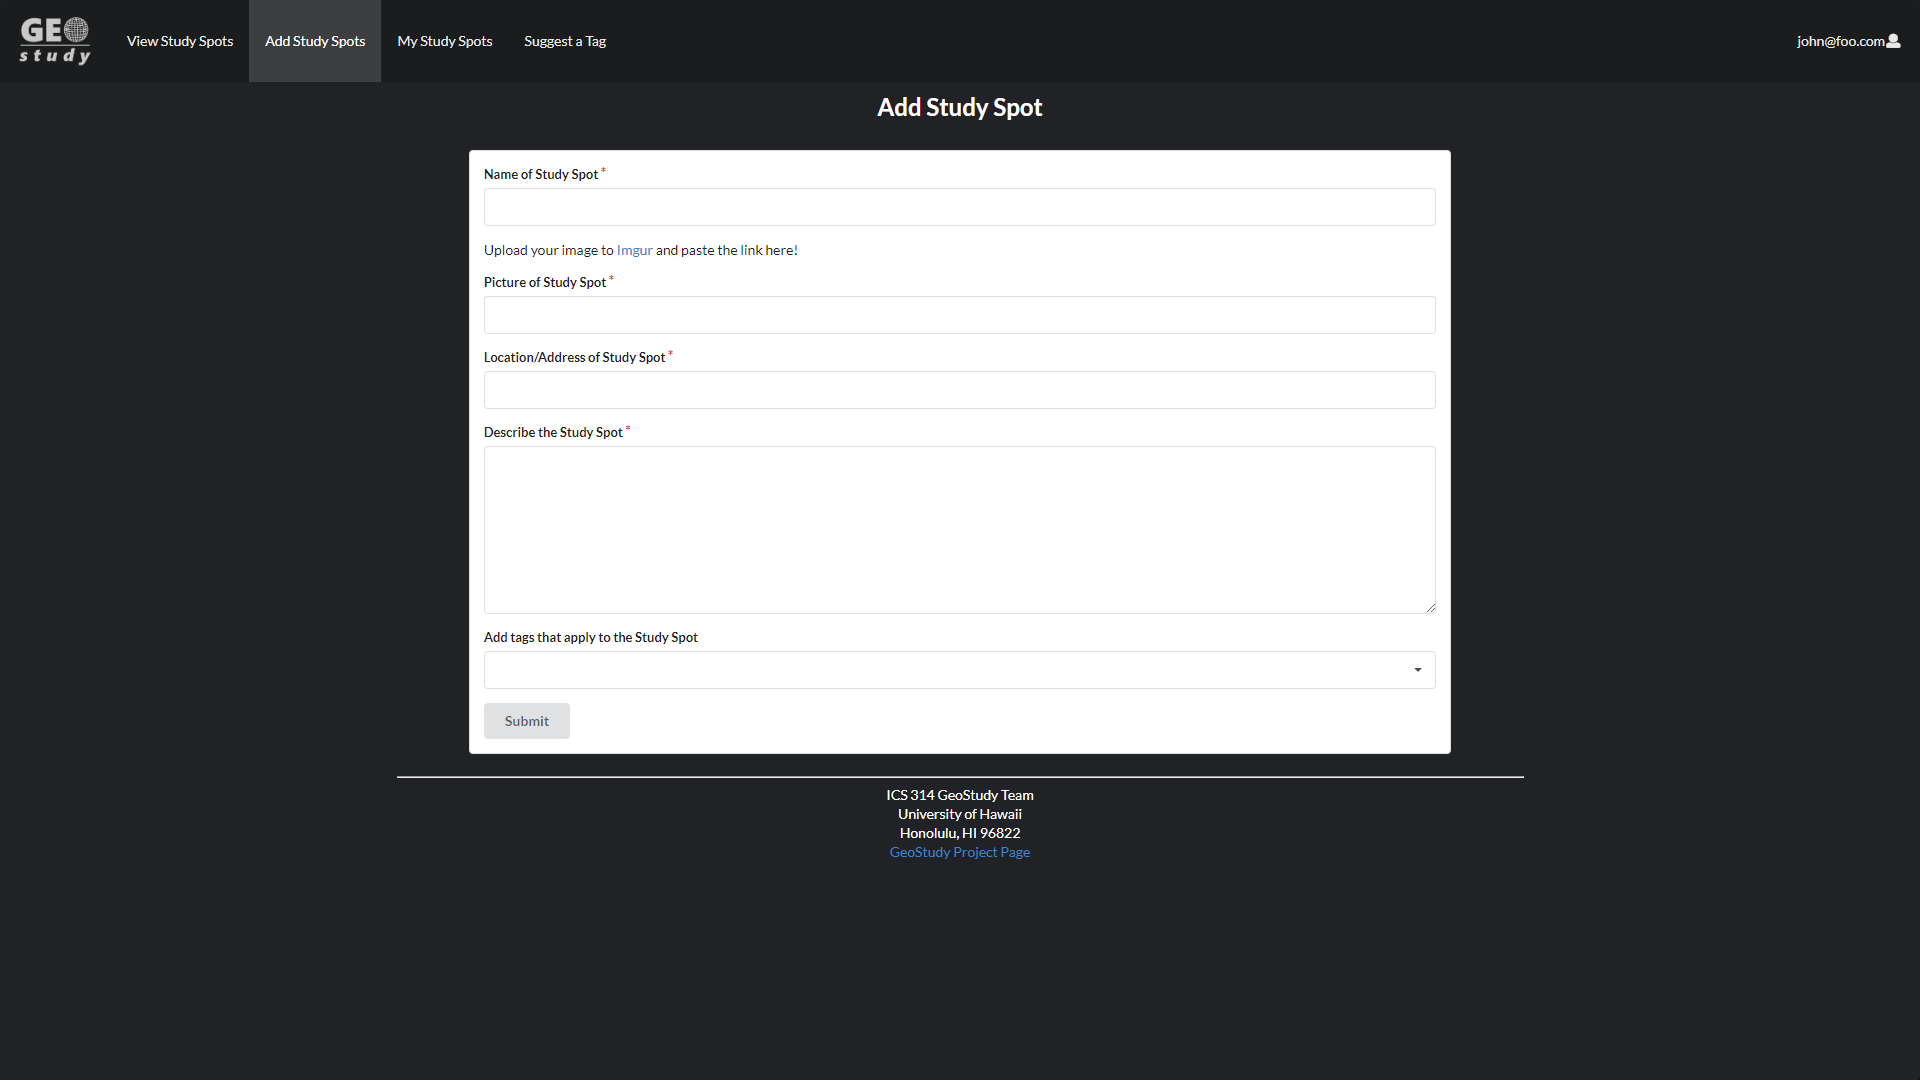 GEO
study
View Study Spots
Add Study Spots
My Study Spots
Suggest a Tag
john@foo.com
Add Study Spot
Name of Study Spot *
Upload your image to Imgur and paste the link here!
Picture of Study Spot *
Location/Address of Study Spot *
Describe the Study Spot *
Add tags that apply to the Study Spot
Submit
ICS 314 GeoStudy Team
University of Hawaii
Honolulu, HI 96822
GeoStudy Project Page